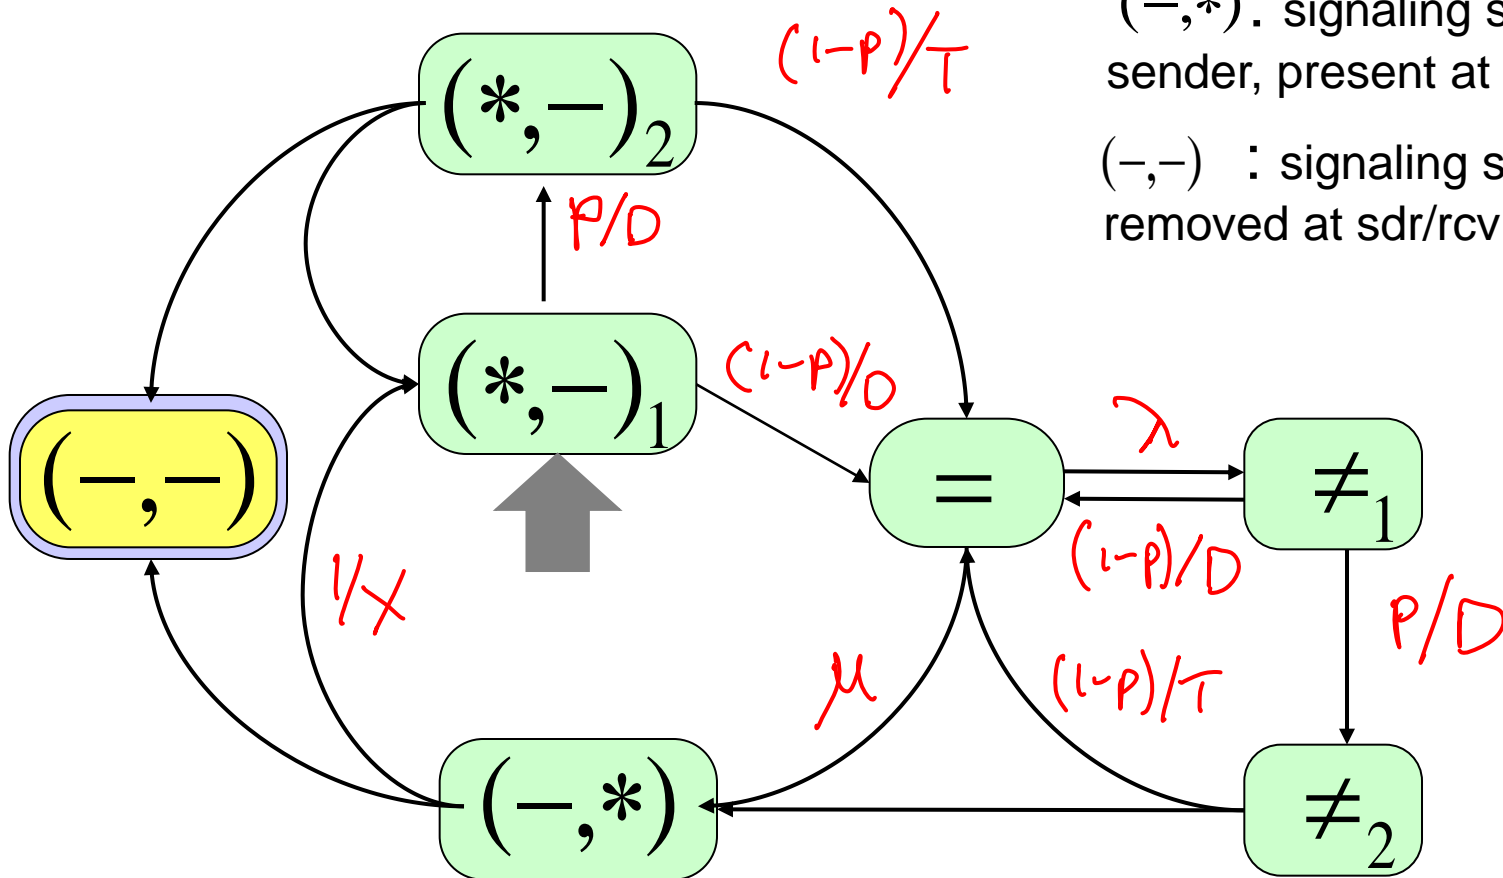 (−,*): signaling s
sender, present at
(−,−) : signaling s
removed at sdr/rcv
(*,−)2
(1-p)/T
P/D
(*,−)1
(1-p)/D
(−,−)
=
λ
≠1
(1-p)/D
P/D
1/X
μ
(1-p)/T
(−,*)
≠2